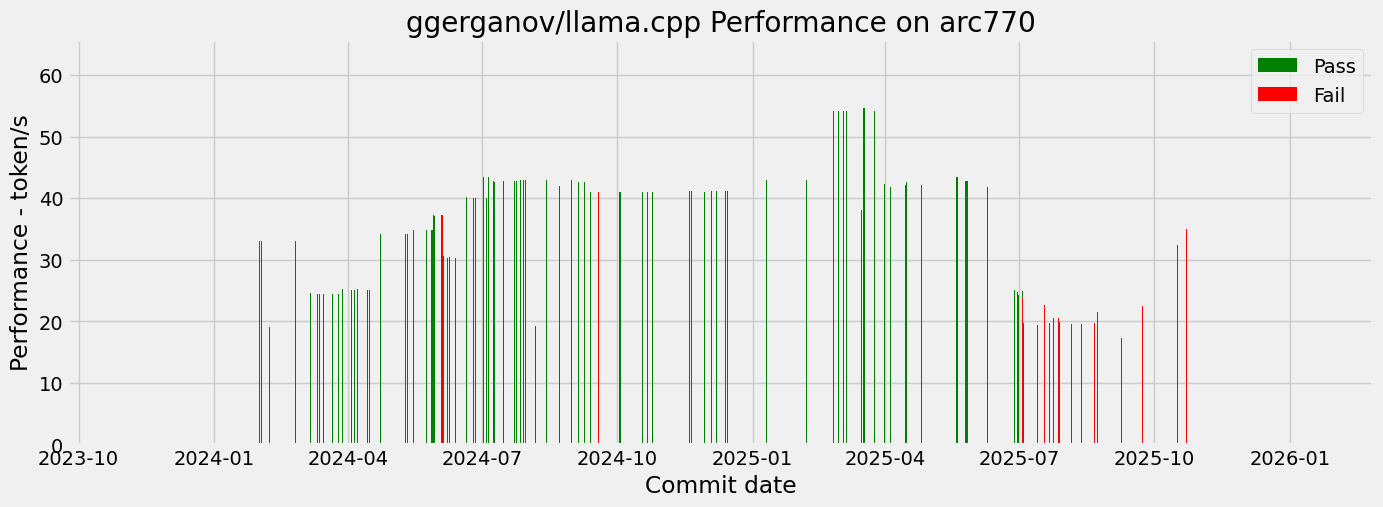 ggerganov/llama.cpp Performance on arc770
Performance - token/s
60
50
40
30
20
10
0
Pass
Fail
2023-10 2024-01 2024-04 2024-07 2024-10 2025-01 2025-04 2025-07 2025-10 2026-01
Commit date